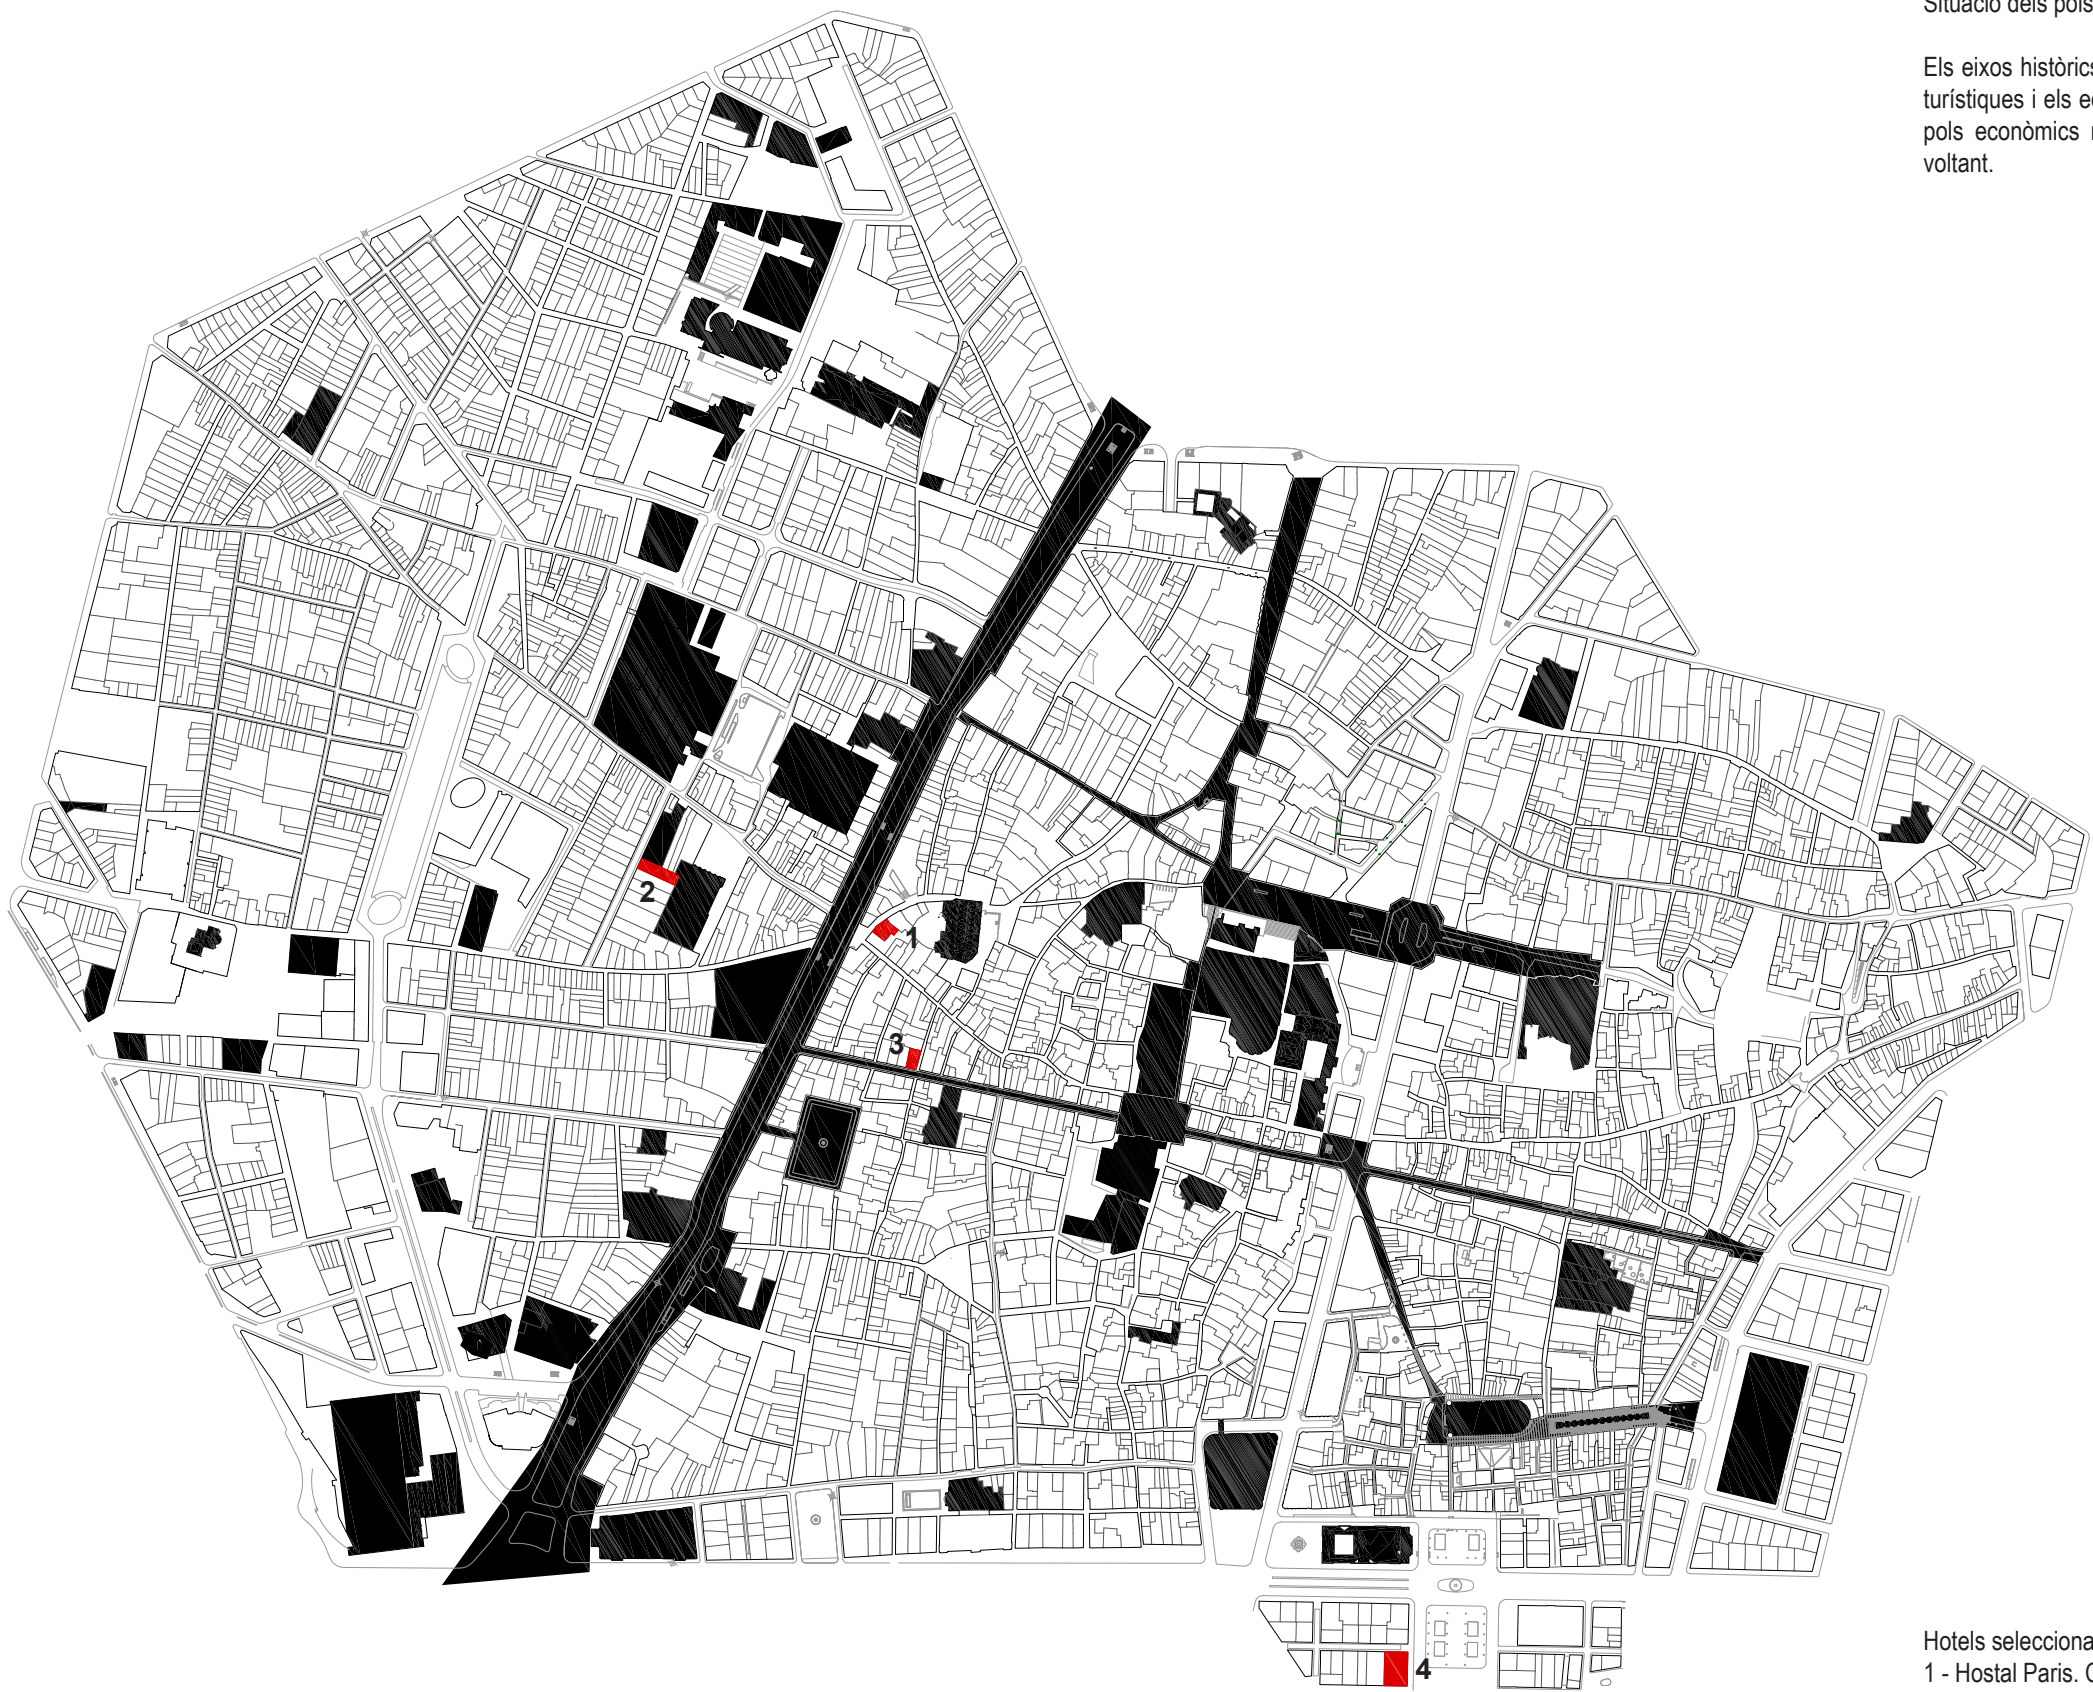 Situació dels pols
Els eixos històrics
turístiques i els e
pols econòmics
voltant.
2
1
3
4
Hotels selecciona
1 - Hostal Paris.